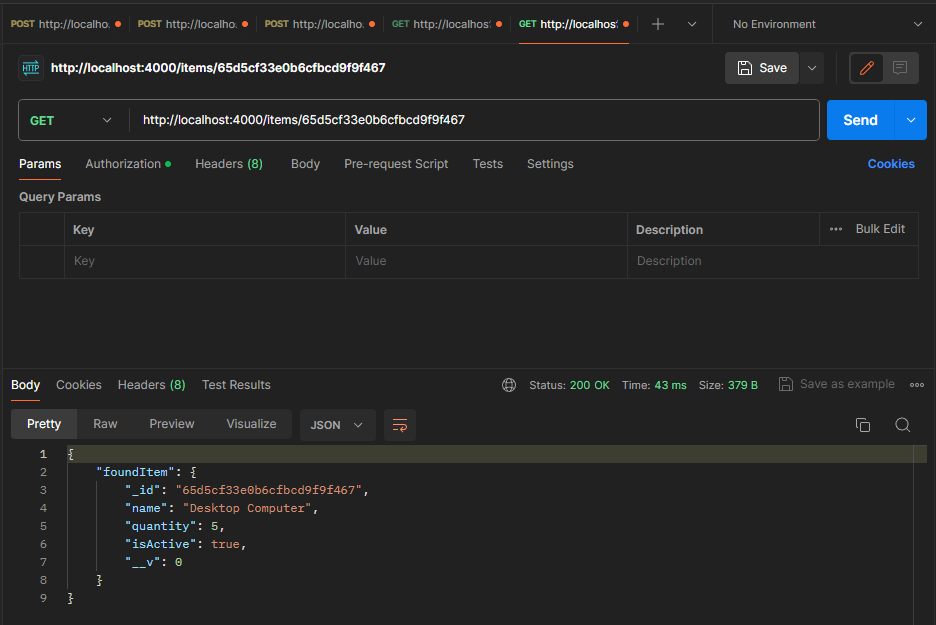 POST http://localho. POST http://localho. POST http://localho. GET http://localhos GET http://localhos No Environment
HTTP http://localhost:4000/items/65d5cf33e0b6cfbcd9f9f467 Save
GET http://localhost:4000/items/65d5cf33e0b6cfbcd9f9f467 Send
Params Authorization Headers (8) Body Pre-request Script Tests Settings Cookies
Query Params
Key Value Description Bulk Edit
Key Value Description
Body Cookies Headers (8) Test Results Status: 200 OK Time: 43 ms Size: 379 B Save as example
Pretty Raw Preview Visualize JSON
1 {
2 "foundItem": {
3 "_id": "65d5cf33e0b6cfbcd9f9f467",
4 "name": "Desktop Computer",
5 "quantity": 5,
6 "isActive": true,
7 "__v": 0
8 }
9 }